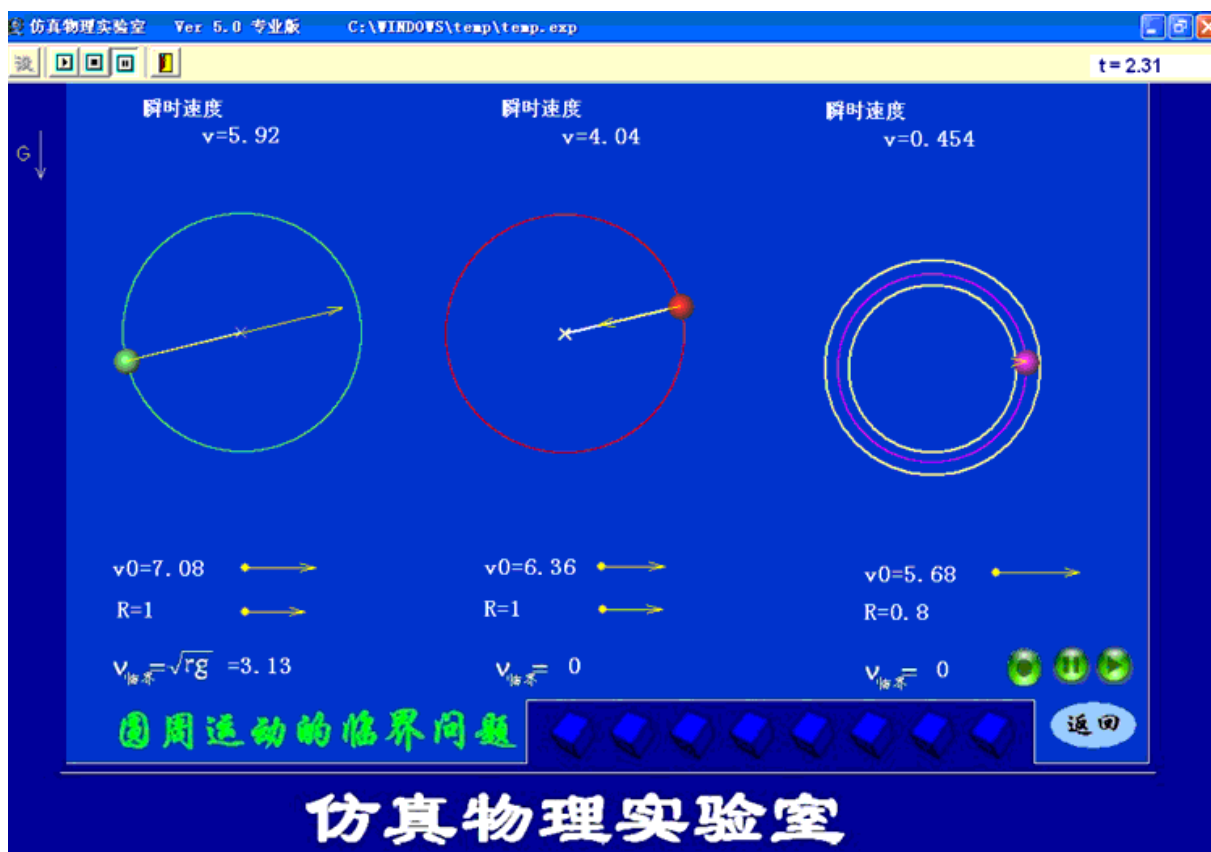 仿真物理实验室 Ver 5.0 专业版 C:\WINDOWS\temp\temp.exp
设
t = 2.31
瞬时速度 瞬时速度 瞬时速度
v=5.92 v=4.04 v=0.454
G
v0=7.08 v0=6.36 v0=5.68
R=1 R=1 R=0.8
v临界=√rg =3.13 v临界= 0 v临界= 0
圆周运动的临界问题
返回
仿真物理实验室